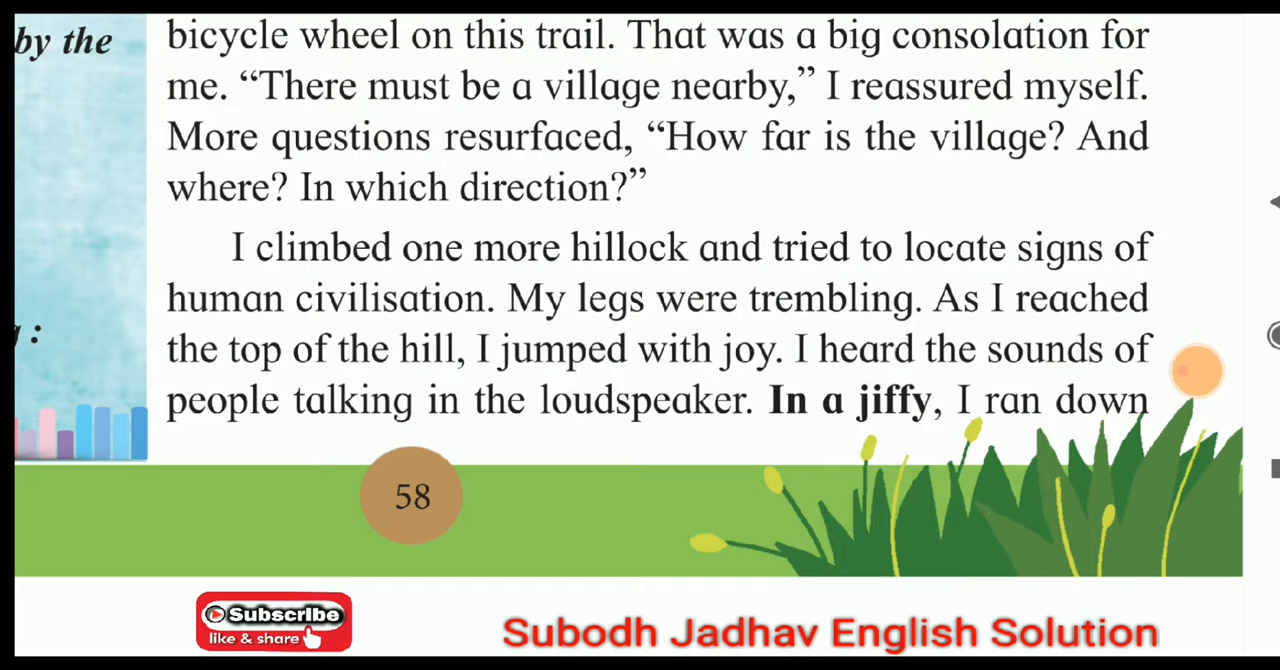 by the
bicycle wheel on this trail. That was a big consolation for
me. “There must be a village nearby,” I reassured myself.
More questions resurfaced, “How far is the village? And
where? In which direction?”
I climbed one more hillock and tried to locate signs of
human civilisation. My legs were trembling. As I reached
:
the top of the hill, I jumped with joy. I heard the sounds of
people talking in the loudspeaker. In a jiffy, I ran down
58
Subscribe
like & share
Subodh Jadhav English Solution